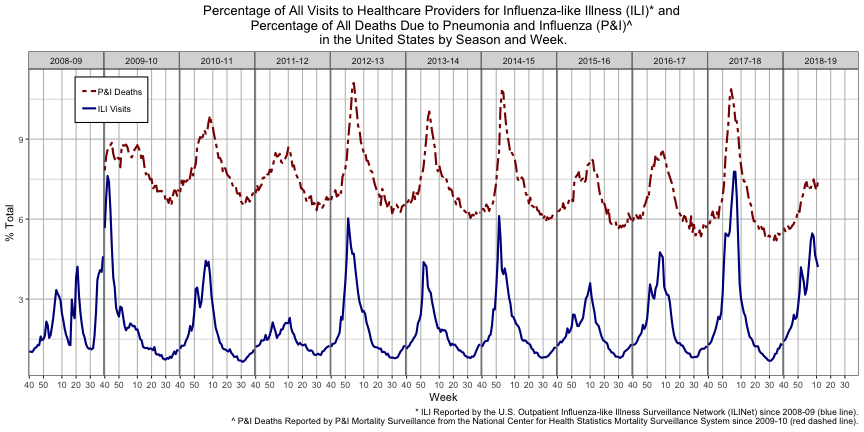 Percentage of All Visits to Healthcare Providers for Influenza-like Illness (ILI)* and
Percentage of All Deaths Due to Pneumonia and Influenza (P&I)^
in the United States by Season and Week.
2008-09 2009-10 2010-11 2011-12 2012-13 2013-14 2014-15 2015-16 2016-17 2017-18 2018-19
P&I Deaths
ILI Visits
9
6
3
% Total
40 50 10 20 30 40 50 10 20 30 40 50 10 20 30 40 50 10 20 30 40 50 10 20 30 40 50 10 20 30 40 50 10 20 30 40 50 10 20 30 40 50 10 20 30 40 50 10 20 30 40 50 10 20 30
Week
* ILI Reported by the U.S. Outpatient Influenza-like Illness Surveillance Network (ILINet) since 2008-09 (blue line).
^ P&I Deaths Reported by P&I Mortality Surveillance from the National Center for Health Statistics Mortality Surveillance System since 2009-10 (red dashed line).